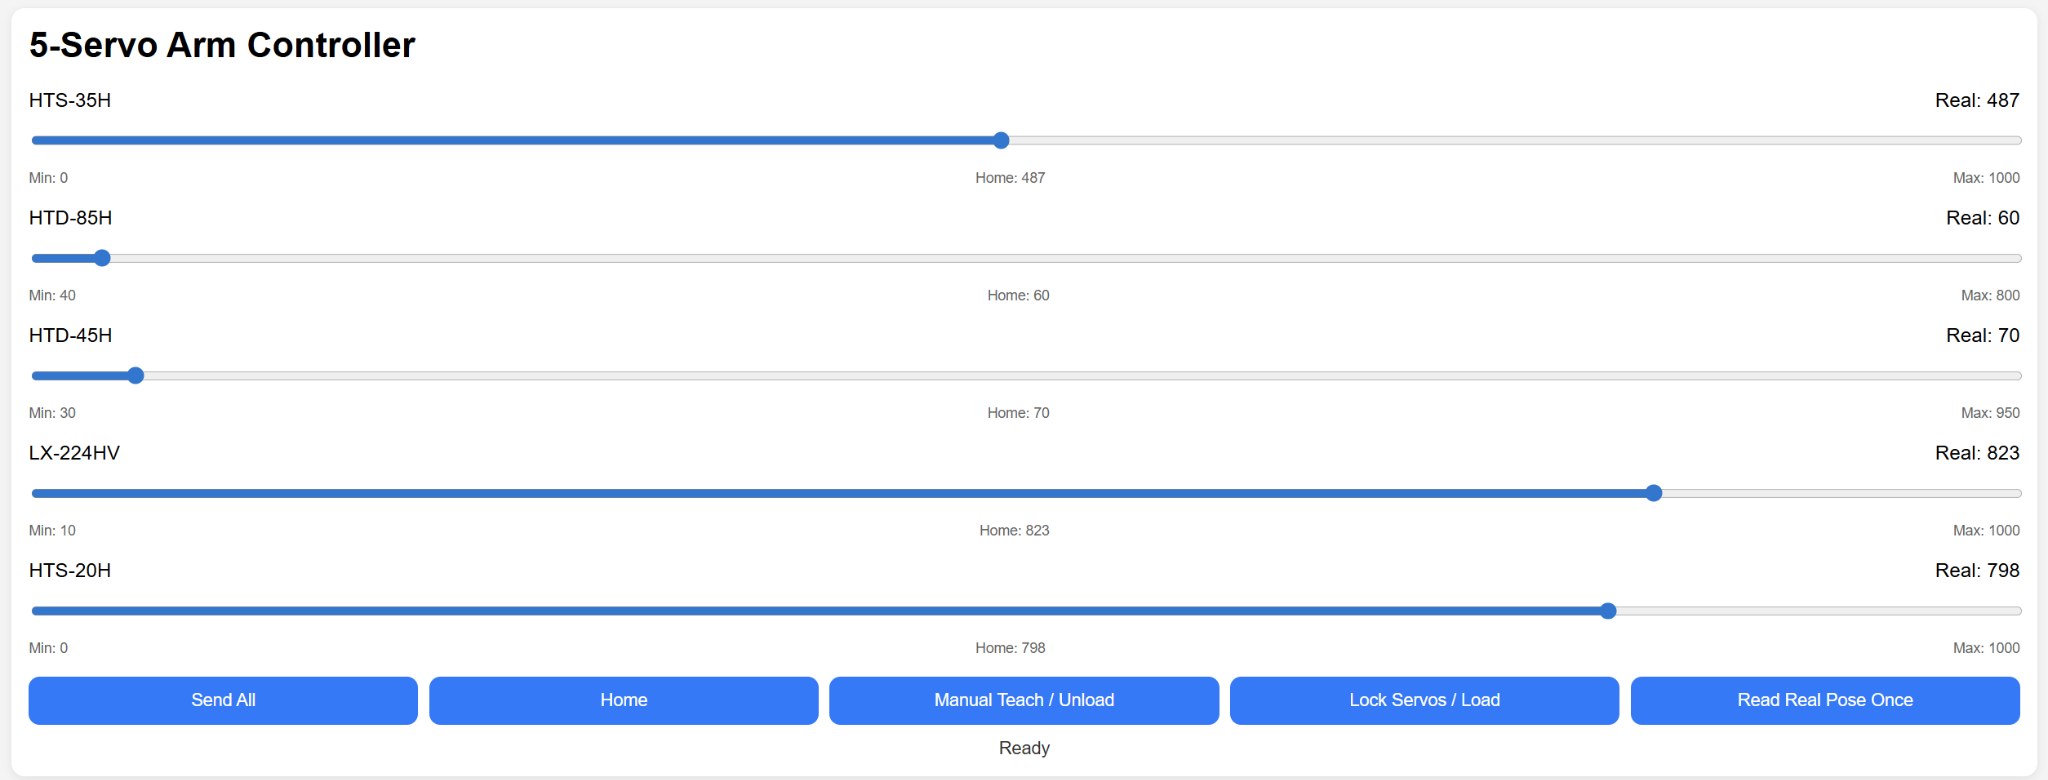 5-Servo Arm Controller
HTS-35H Real: 487
Min: 0 Home: 487 Max: 1000
HTD-85H Real: 60
Min: 40 Home: 60 Max: 800
HTD-45H Real: 70
Min: 30 Home: 70 Max: 950
LX-224HV Real: 823
Min: 10 Home: 823 Max: 1000
HTS-20H Real: 798
Min: 0 Home: 798 Max: 1000
Send All Home Manual Teach / Unload Lock Servos / Load Read Real Pose Once
Ready